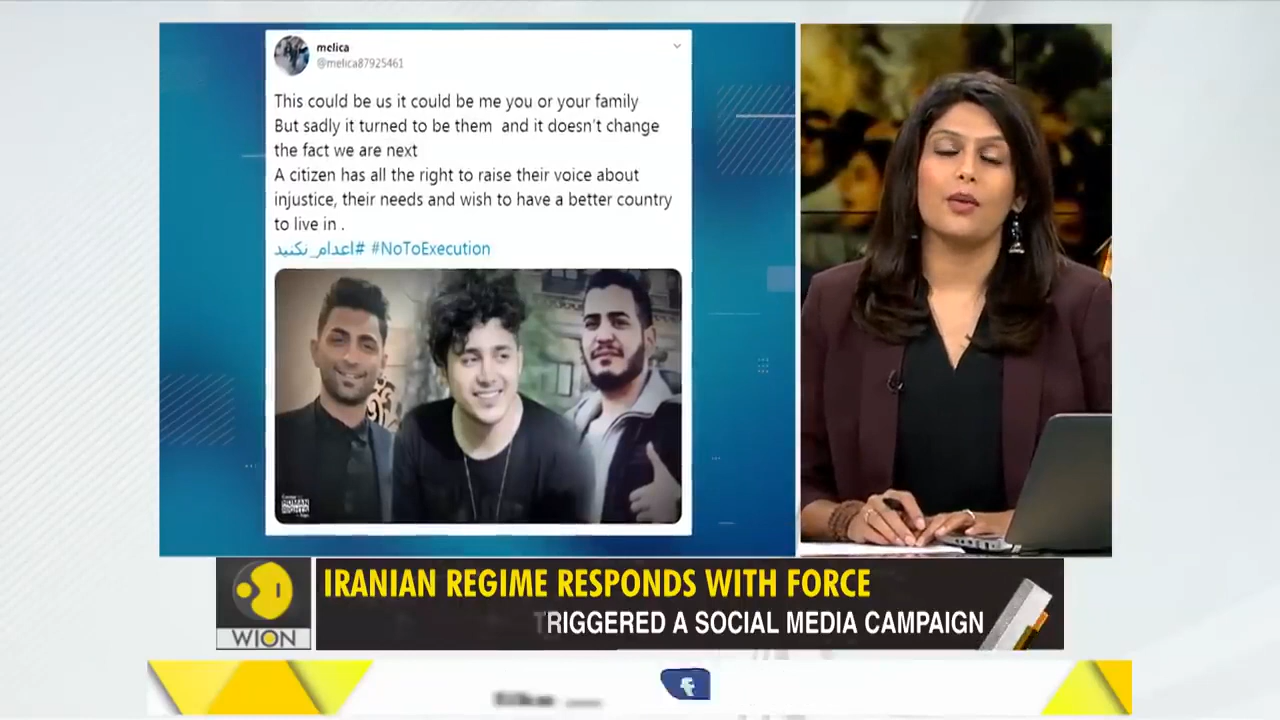 melica
@melica87925461
This could be us it could be me you or your family
But sadly it turned to be them and it doesn't change
the fact we are next
A citizen has all the right to raise their voice about
injustice, their needs and wish to have a better country
to live in .
#اعدام_نکنید #NoToExecution
HUMAN
RIGHTS
IRANIAN REGIME RESPONDS WITH FORCE
TRIGGERED A SOCIAL MEDIA CAMPAIGN
WION
f